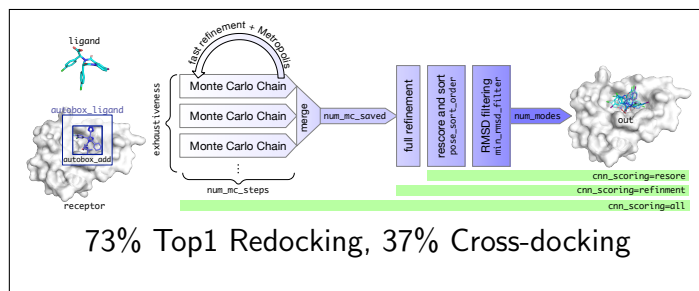 ligand
autobox_ligand
autobox_add
receptor
exhaustiveness
fast refinement + Metropolis
Monte Carlo Chain
Monte Carlo Chain
Monte Carlo Chain
⋮
num_mc_steps
merge
num_mc_saved
full refinement
rescore and sort
pose_sort_order
RMSD filtering
min_rmsd_filter
num_modes
out
cnn_scoring=resore
cnn_scoring=refinment
cnn_scoring=all
73% Top1 Redocking, 37% Cross-docking